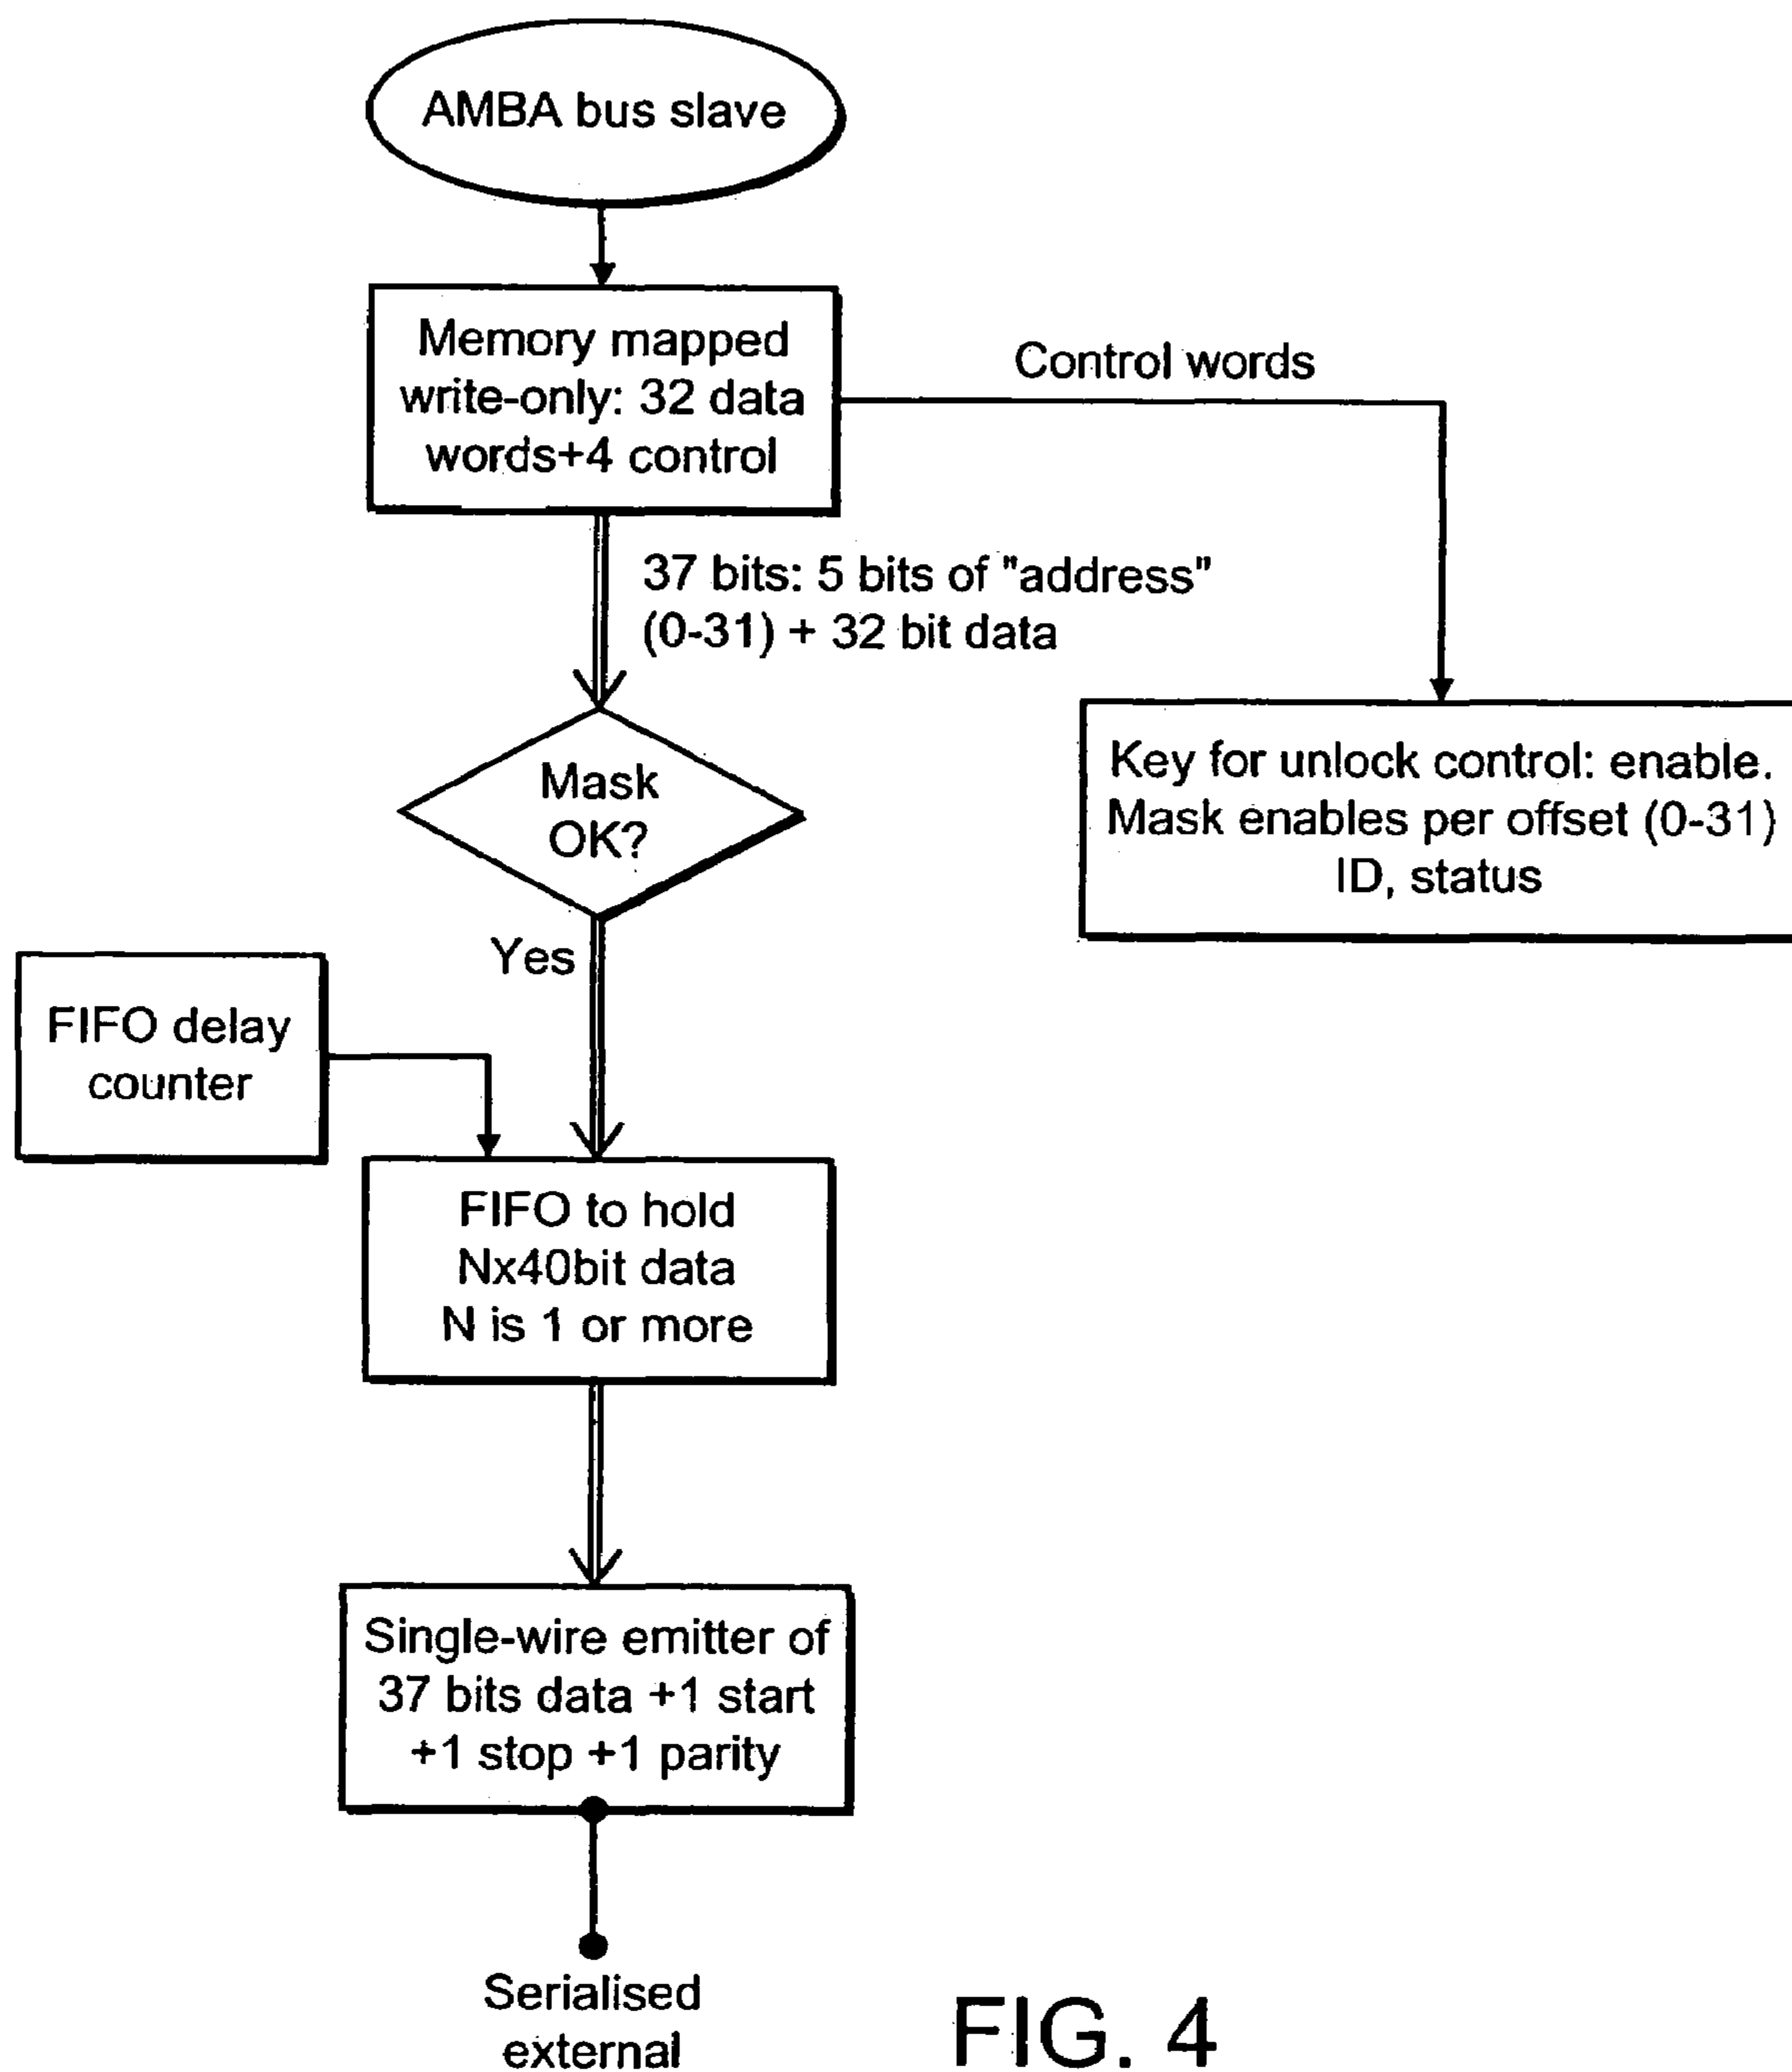 AMBA bus slave
Memory mapped
write-only: 32 data
words+4 control
Control words
37 bits: 5 bits of "address"
(0-31) + 32 bit data
Mask
OK?
Key for unlock control: enable.
Mask enables per offset (0-31)
ID, status
Yes
FIFO delay
counter
FIFO to hold
Nx40bit data
N is 1 or more
Single-wire emitter of
37 bits data +1 start
+1 stop +1 parity
Serialised
external
FIG. 4